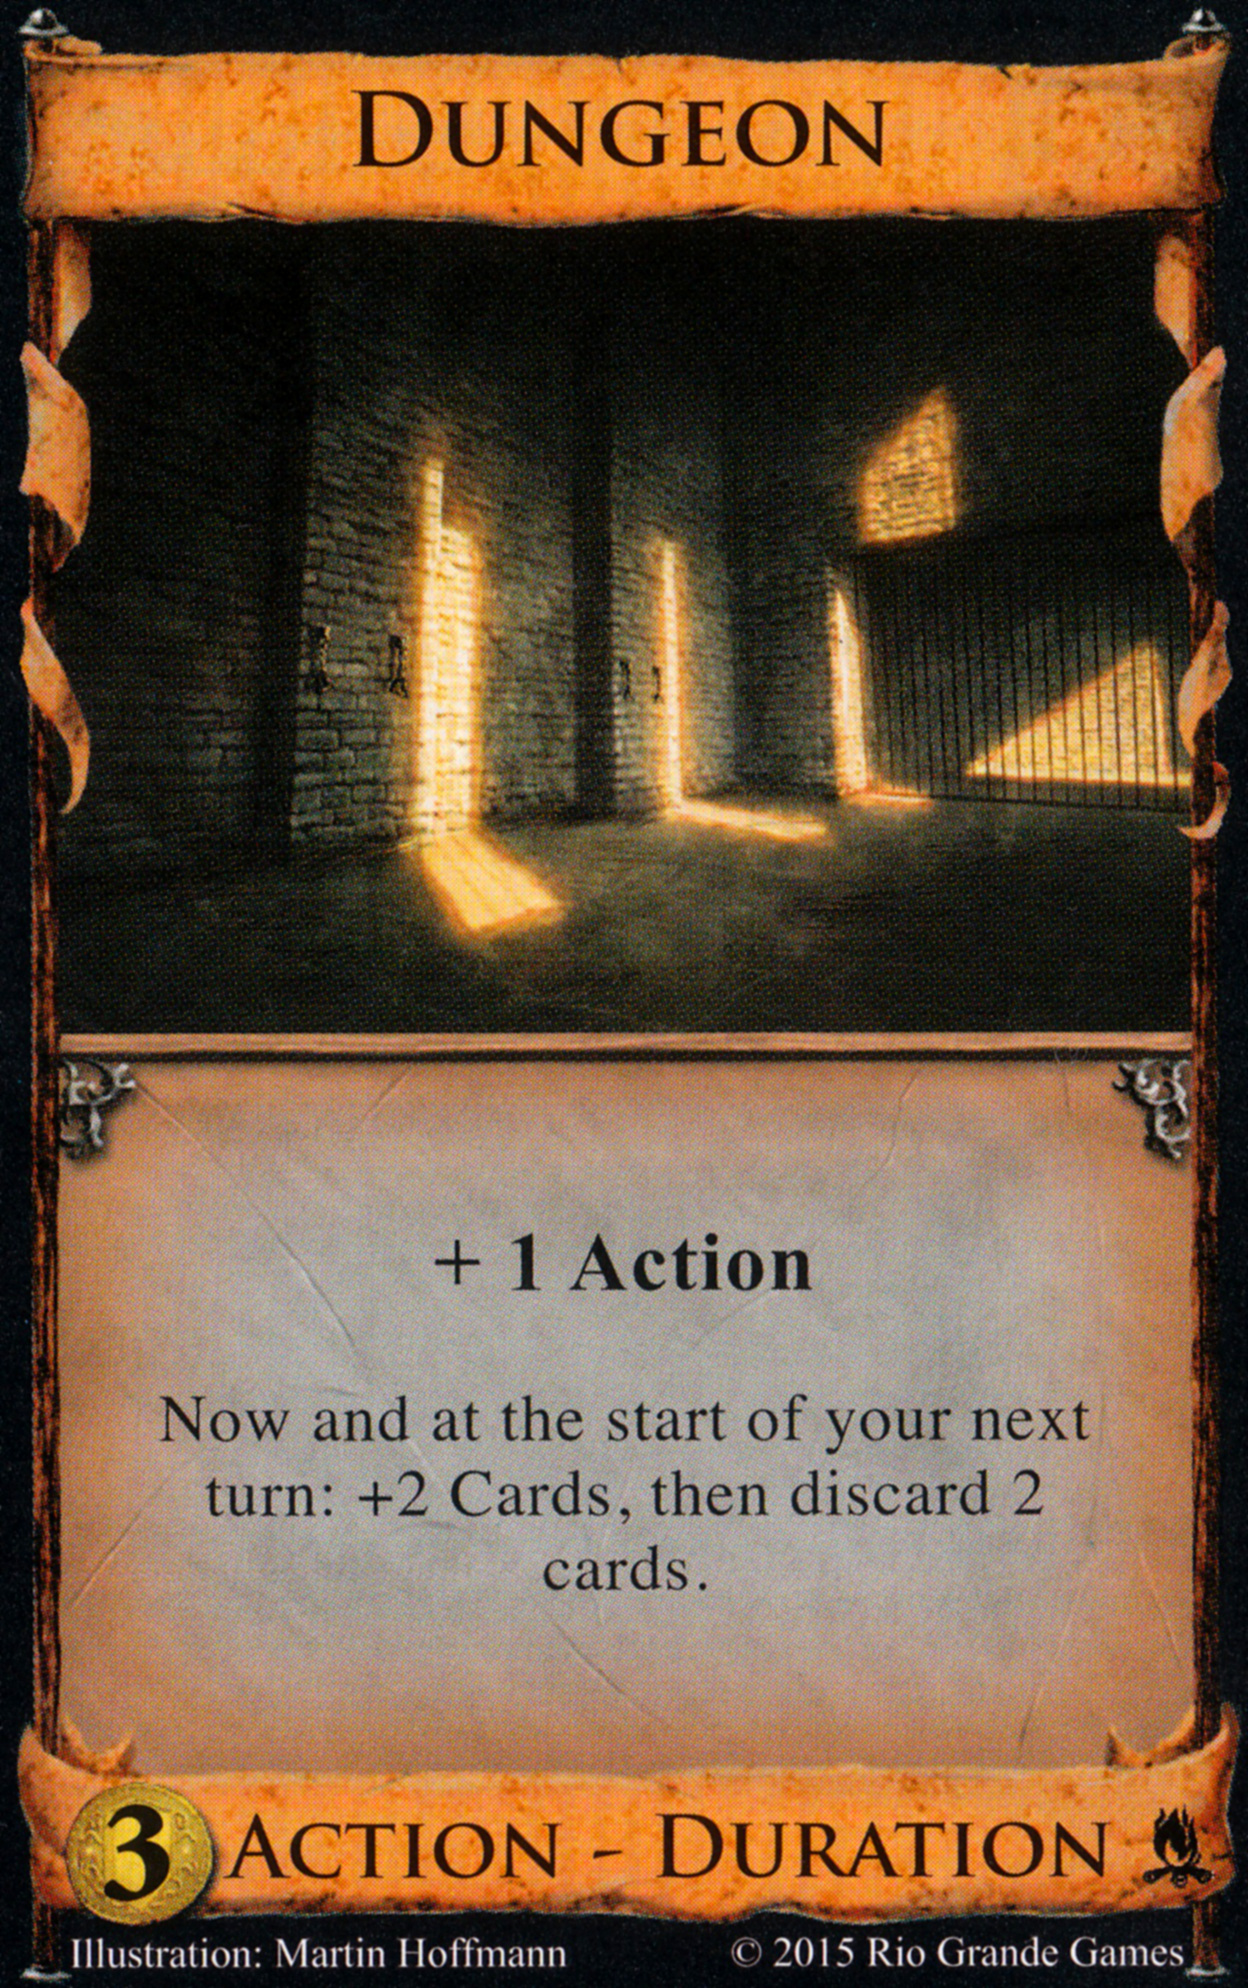 DUNGEON
+ 1 Action
Now and at the start of your next
turn: +2 Cards, then discard 2
cards.
3 ACTION - DURATION
Illustration: Martin Hoffmann © 2015 Rio Grande Games